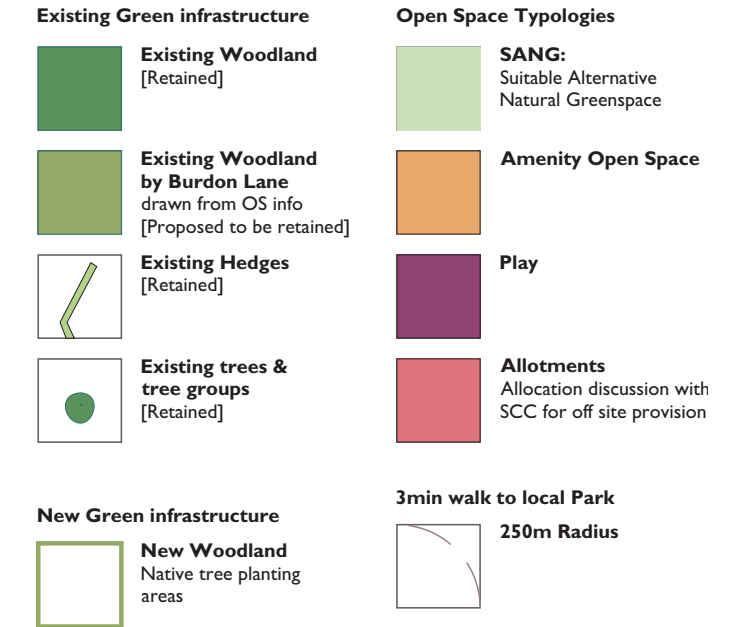 Existing Green infrastructure
Existing Woodland
[Retained]
Existing Woodland
by Burdon Lane
drawn from OS info
[Proposed to be retained]
Existing Hedges
[Retained]
Existing trees &
tree groups
[Retained]
New Green infrastructure
New Woodland
Native tree planting
areas
Open Space Typologies
SANG:
Suitable Alternative
Natural Greenspace
Amenity Open Space
Play
Allotments
Allocation discussion with
SCC for off site provision
3min walk to local Park
250m Radius